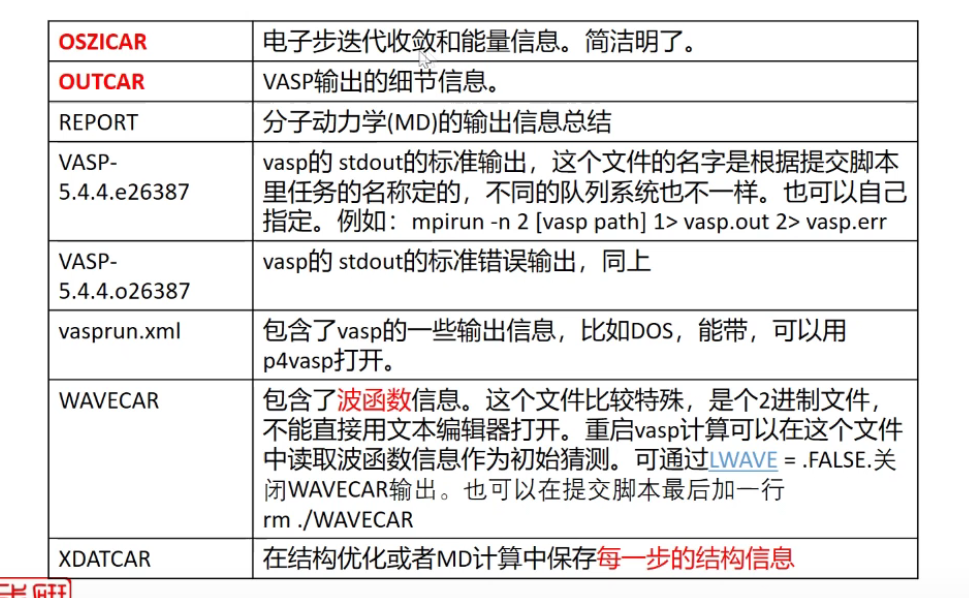 OSZICAR
电子步迭代收敛和能量信息。简洁明了。
OUTCAR
VASP输出的细节信息。
REPORT
分子动力学(MD)的输出信息总结
VASP-
5.4.4.e26387
vasp的 stdout的标准输出，这个文件的名字是根据提交脚本
里任务的名称定的，不同的队列系统也不一样。也可以自己
指定。例如：mpirun -n 2 [vasp path] 1> vasp.out 2> vasp.err
VASP-
5.4.4.o26387
vasp的 stdout的标准错误输出，同上
vasprun.xml
包含了vasp的一些输出信息，比如DOS，能带，可以用
p4vasp打开。
WAVECAR
包含了波函数信息。这个文件比较特殊，是个2进制文件，
不能直接用文本编辑器打开。重启vasp计算可以在这个文件
中读取波函数信息作为初始猜测。可通过LWAVE = .FALSE.关
闭WAVECAR输出。也可以在提交脚本最后加一行
rm ./WAVECAR
XDATCAR
在结构优化或者MD计算中保存每一步的结构信息